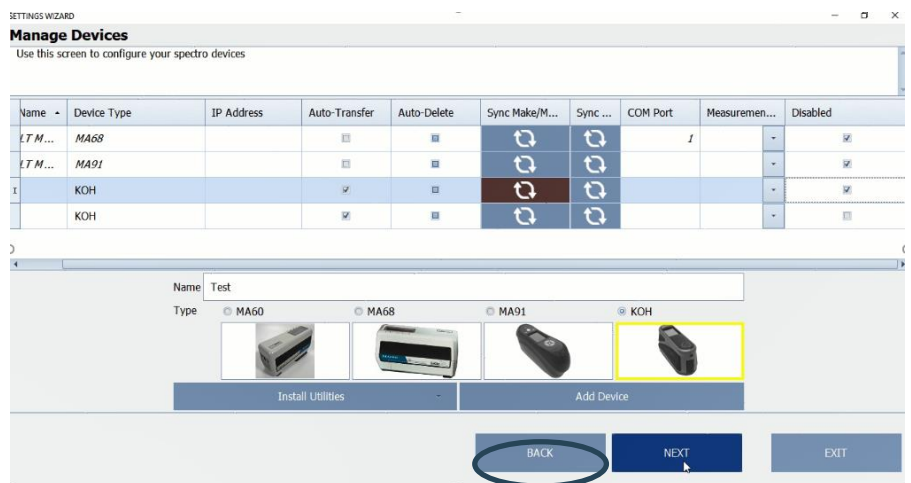 SETTINGS WIZARD
Manage Devices
Use this screen to configure your spectro devices
Name Device Type IP Address Auto-Transfer Auto-Delete Sync Make/M... Sync ... COM Port Measuremen... Disabled
LT M... MA68 1
LT M... MA91
KOH
KOH
Name Test
Type MA60 MA68 MA91 KOH
Install Utilities Add Device
BACK NEXT EXIT